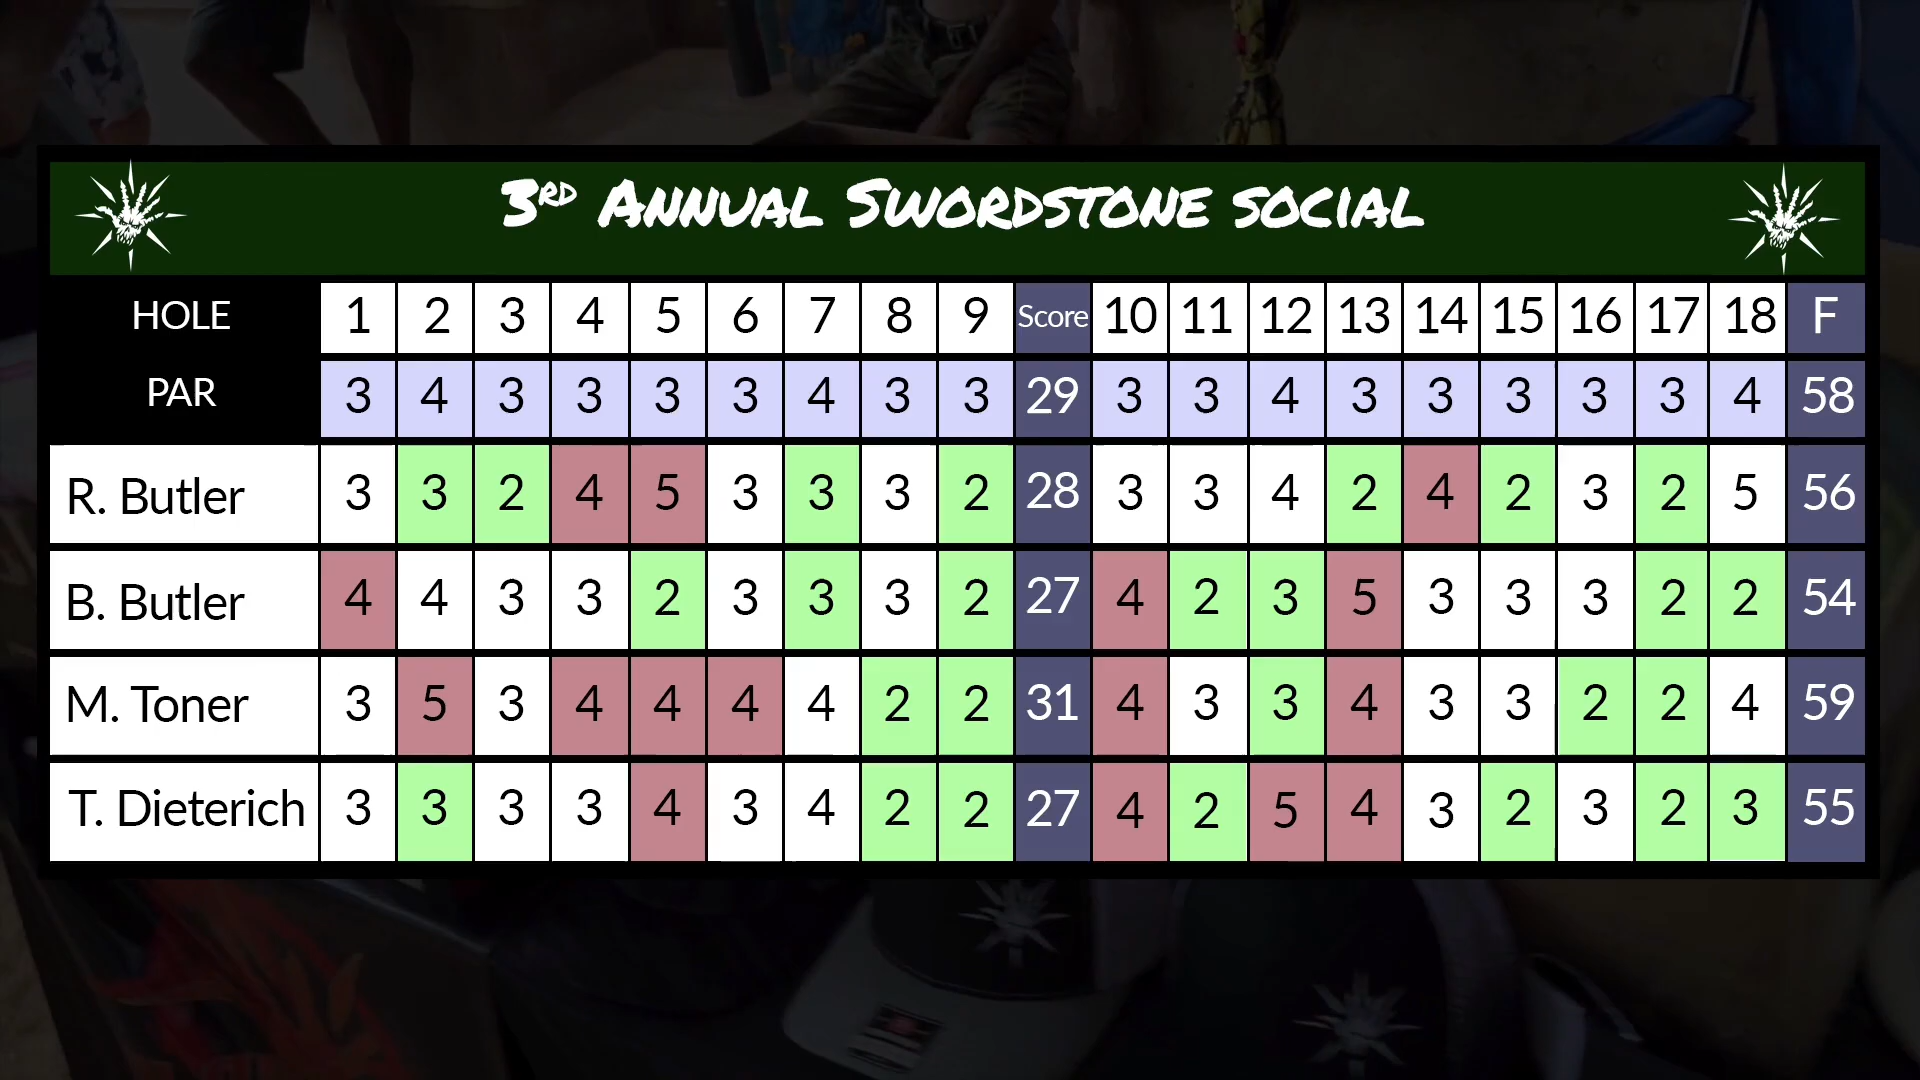 3RD ANNUAL SWORDSTONE SOCIAL
HOLE 1 2 3 4 5 6 7 8 9 Score 10 11 12 13 14 15 16 17 18 F
PAR 3 4 3 3 3 3 4 3 3 29 3 3 4 3 3 3 3 3 4 58
R. Butler 3 3 2 4 5 3 3 3 2 28 3 3 4 2 4 2 3 2 5 56
B. Butler 4 4 3 3 2 3 3 3 2 27 4 2 3 5 3 3 3 2 2 54
M. Toner 3 5 3 4 4 4 4 2 2 31 4 3 3 4 3 3 2 2 4 59
T. Dieterich 3 3 3 3 4 3 4 2 2 27 4 2 5 4 3 2 3 2 3 55